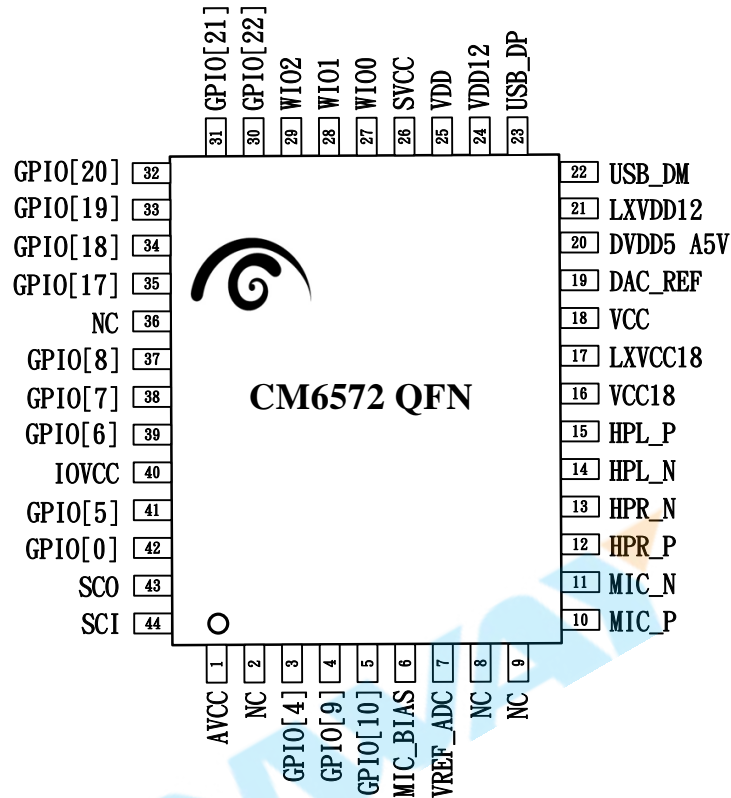 GPIO[21]
31
GPIO[22]
30
WIO2
29
WIO1
28
WIO0
27
SVCC
26
VDD
25
VDD12
24
USB_DP
23
GPIO[20] 32
GPIO[19] 33
GPIO[18] 34
GPIO[17] 35
NC 36
GPIO[8] 37
GPIO[7] 38
GPIO[6] 39
IOVCC 40
GPIO[5] 41
GPIO[0] 42
SCO 43
SCI 44
CM6572 QFN
22 USB_DM
21 LXVDD12
20 DVDD5 A5V
19 DAC_REF
18 VCC
17 LXVCC18
16 VCC18
15 HPL_P
14 HPL_N
13 HPR_N
12 HPR_P
11 MIC_N
10 MIC_P
1
AVCC
2
NC
3
GPIO[4]
4
GPIO[9]
5
GPIO[10]
6
MIC_BIAS
7
VREF_ADC
8
NC
9
NC